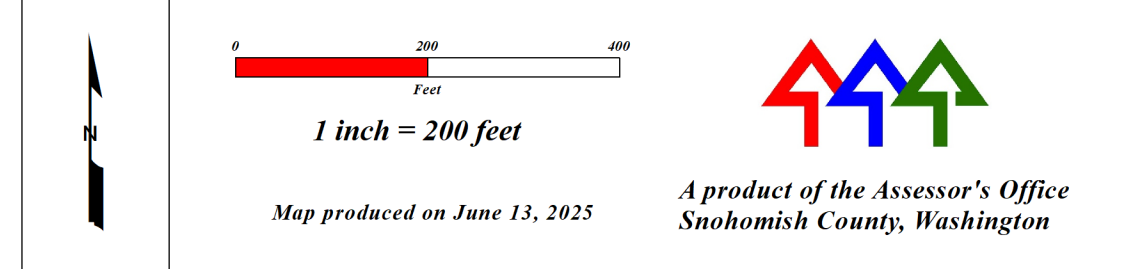 N
0 200 400
Feet
1 inch = 200 feet
Map produced on June 13, 2025
A product of the Assessor's Office
Snohomish County, Washington